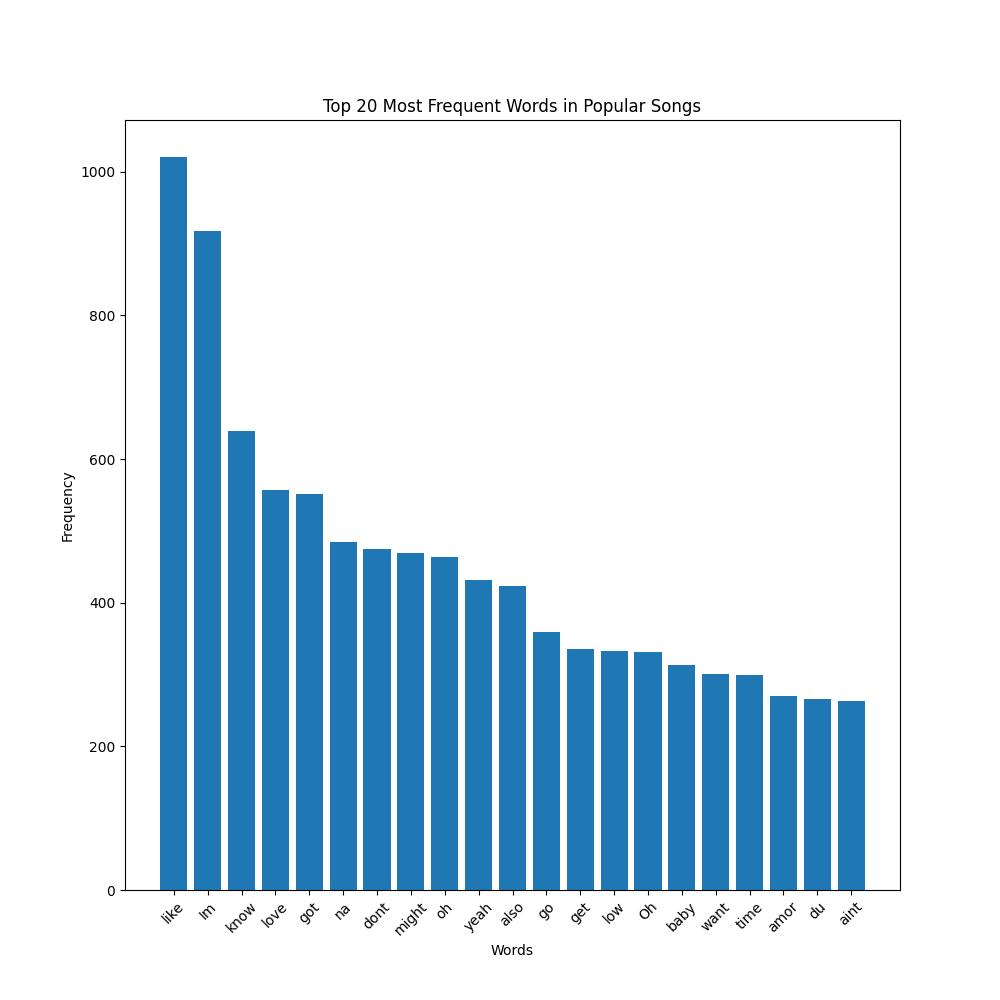 Top 20 Most Frequent Words in Popular Songs
1000
800
600
400
200
0
Frequency
like Im know love got na dont might oh yeah also go get low Oh baby want time amor du aint
Words